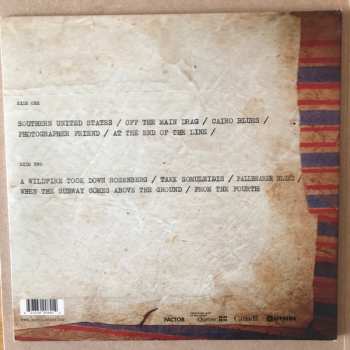 SIDE ONE
SOUTHERN UNITED STATES / OFF THE MAIN DRAG / CAIRO BLUES /
PHOTOGRAPHER FRIEND / AT THE END OF THE LINE /
SIDE TWO
A WILDFIRE TOOK DOWN ROSENBERG / TARA / PALLBEARER BLUES /
WHEN THE SUBWAY COMES ABOVE THE GROUND / FROM THE FOURTH
FACTOR
Québec
Canada